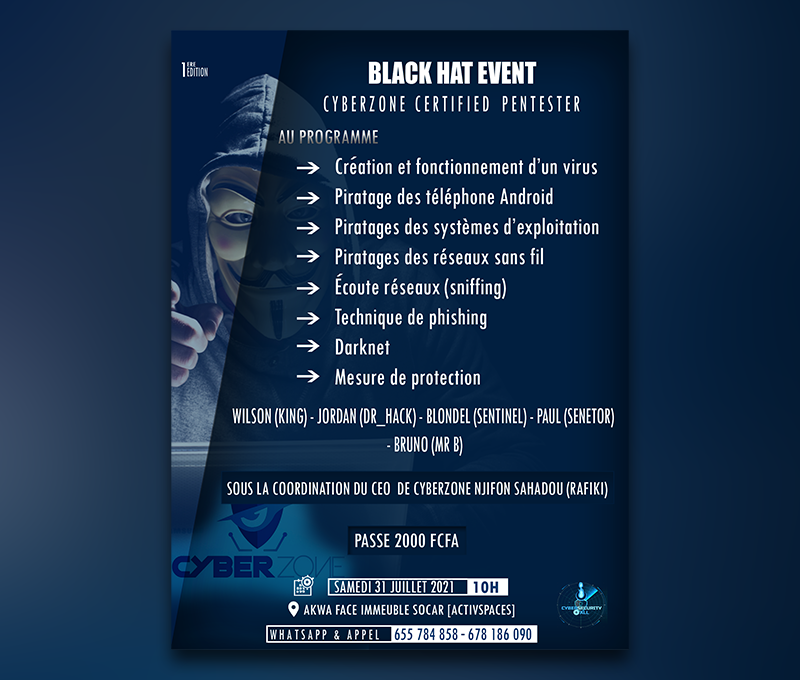 1ERE EDITION
BLACK HAT EVENT
CYBERZONE CERTIFIED PENTESTER
AU PROGRAMME
Création et fonctionnement d'un virus
Piratage des téléphone Android
Piratages des systèmes d'exploitation
Piratages des réseaux sans fil
Écoute réseaux (sniffing)
Technique de phishing
Darknet
Mesure de protection
WILSON (KING) - JORDAN (DR_HACK) - BLONDEL (SENTINEL) - PAUL (SENETOR)
- BRUNO (MR B)
SOUS LA COORDINATION DU CEO DE CYBERZONE NJIFON SAHADOU (RAFIKI)
PASSE 2000 FCFA
CYBERZONE
SAMEDI 31 JUILLET 2021 10H
AKWA FACE IMMEUBLE SOCAR [ACTIVSPACES]
CYBERSECURITY
4ALL
WHATSAPP & APPEL 655 784 858 - 678 186 090